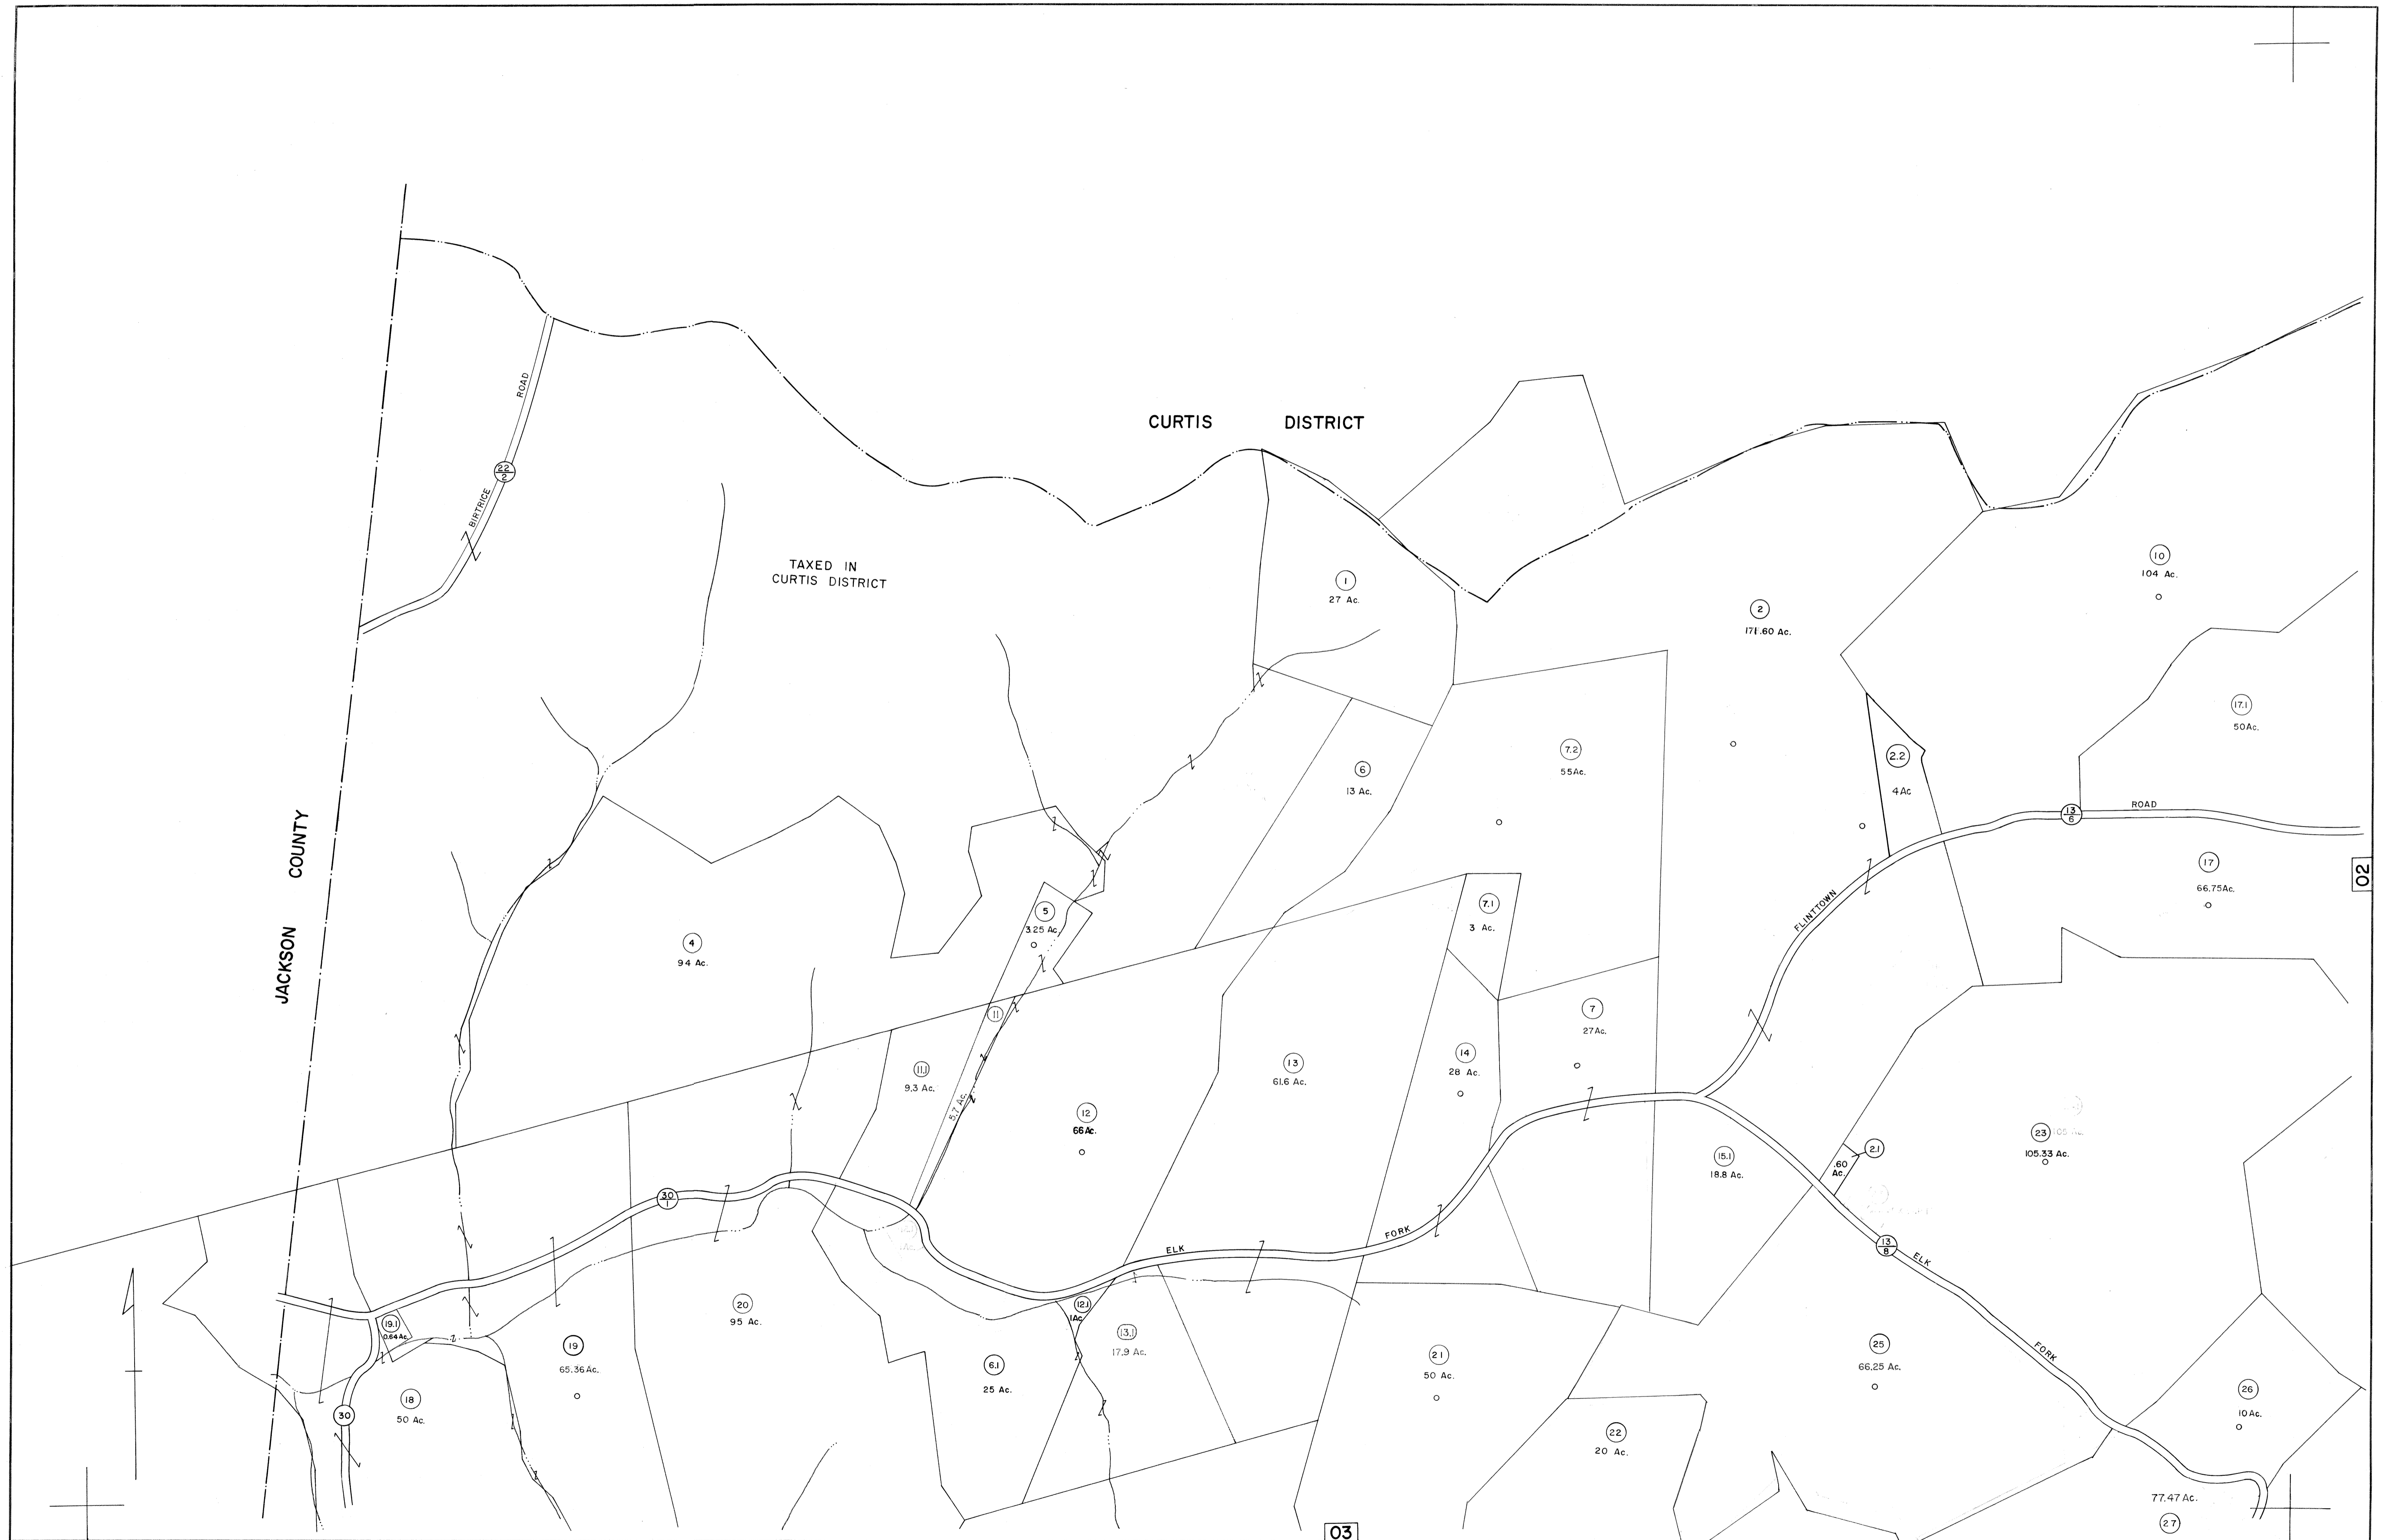 CURTIS DISTRICT
ROAD
22
2
BIRTRICE
TAXED IN
CURTIS DISTRICT
1
27 Ac.
2
171.60 Ac.
10
104 Ac.
17.1
50Ac.
6
13 Ac.
7.2
55Ac.
2.2
4Ac
13
6
ROAD
FLINTTOWN
17
66.75Ac.
02
JACKSON COUNTY
4
94 Ac.
5
3.25 Ac.
7.1
3 Ac.
11
11.1
9.3 Ac.
5.7 Ac.
12
66Ac.
13
61.6 Ac.
14
28 Ac.
7
27Ac.
15.1
18.8 Ac.
2.1
.60
Ac.
23
105.33 Ac.
30
1
ELK
FORK
13
8
ELK
FORK
19.1
0.64 Ac.
20
95 Ac.
12.1
1Ac.
13.1
17.9 Ac.
19
65.36Ac.
6.1
25 Ac.
21
50 Ac.
25
66.25 Ac.
26
10Ac.
18
50 Ac.
30
22
20 Ac.
77.47 Ac.
27
03